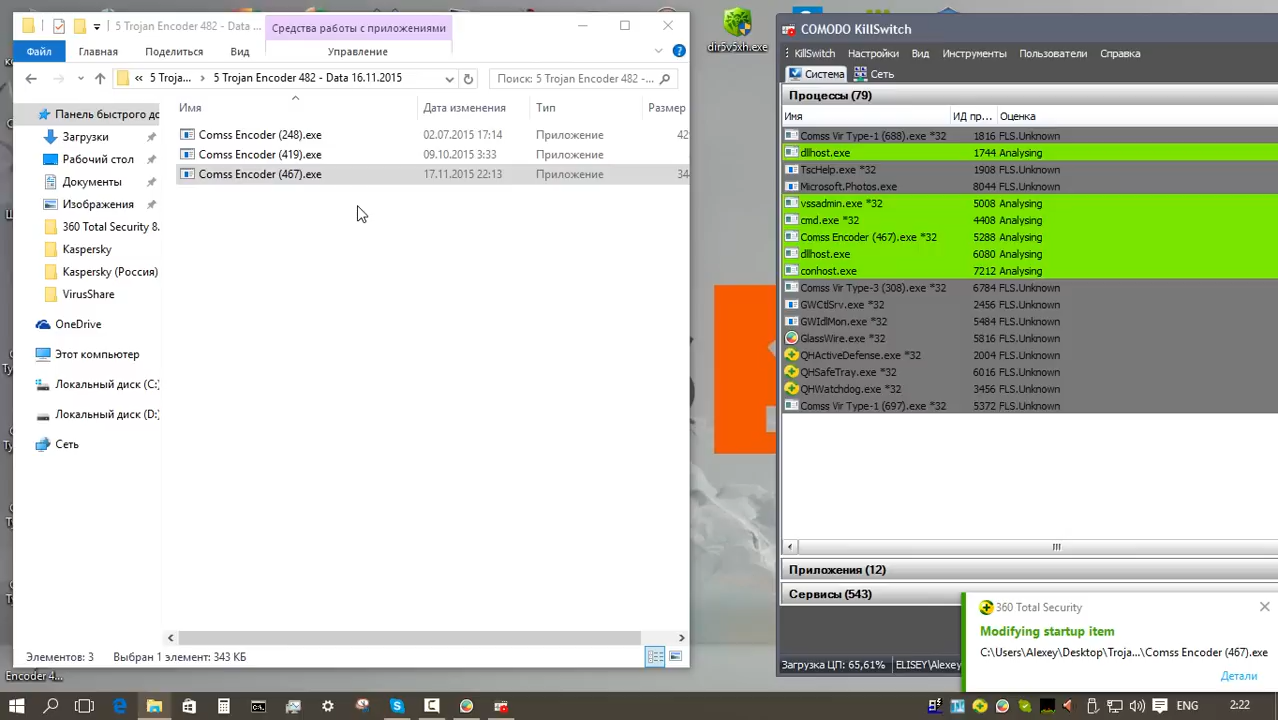 5 Trojan Encoder 482 - Data
Средства работы с приложениями
Файл Главная Поделиться Вид Управление
« 5 Troja... › 5 Trojan Encoder 482 - Data 16.11.2015
Поиск: 5 Trojan Encoder 482 -...
Имя Дата изменения Тип Размер
Comss Encoder (248).exe 02.07.2015 17:14 Приложение 42
Comss Encoder (419).exe 09.10.2015 3:33 Приложение
Comss Encoder (467).exe 17.11.2015 22:13 Приложение 34
Панель быстрого до
Загрузки
Рабочий стол
Документы
Изображения
360 Total Security 8.
Kaspersky
Kaspersky (Россия)
VirusShare
OneDrive
Этот компьютер
Локальный диск (C:)
Локальный диск (D:)
Сеть
Элементов: 3 Выбран 1 элемент: 343 КБ
Encoder 4...
dir5v5xh.exe
COMODO KillSwitch
KillSwitch Настройки Вид Инструменты Пользователи Справка
Система Сеть
Процессы (79)
Имя ИД пр... Оценка
Comss Vir Type-1 (688).exe *32 1816 FLS.Unknown
dllhost.exe 1744 Analysing
TscHelp.exe *32 1908 FLS.Unknown
Microsoft.Photos.exe 8044 FLS.Unknown
vssadmin.exe *32 5008 Analysing
cmd.exe *32 4408 Analysing
Comss Encoder (467).exe *32 5288 Analysing
dllhost.exe 6080 Analysing
conhost.exe 7212 Analysing
Comss Vir Type-3 (308).exe *32 6784 FLS.Unknown
GWCtlSrv.exe *32 2456 FLS.Unknown
GWIdlMon.exe *32 5484 FLS.Unknown
GlassWire.exe *32 5816 FLS.Unknown
QHActiveDefense.exe *32 2004 FLS.Unknown
QHSafeTray.exe *32 6016 FLS.Unknown
QHWatchdog.exe *32 3456 FLS.Unknown
Comss Vir Type-1 (697).exe *32 5372 FLS.Unknown
Приложения (12)
Сервисы (543)
Загрузка ЦП: 65,61% ELISEY\Alexey
360 Total Security
Modifying startup item
C:\Users\Alexey\Desktop\Troja...\Comss Encoder (467).exe
Детали
ENG 2:22